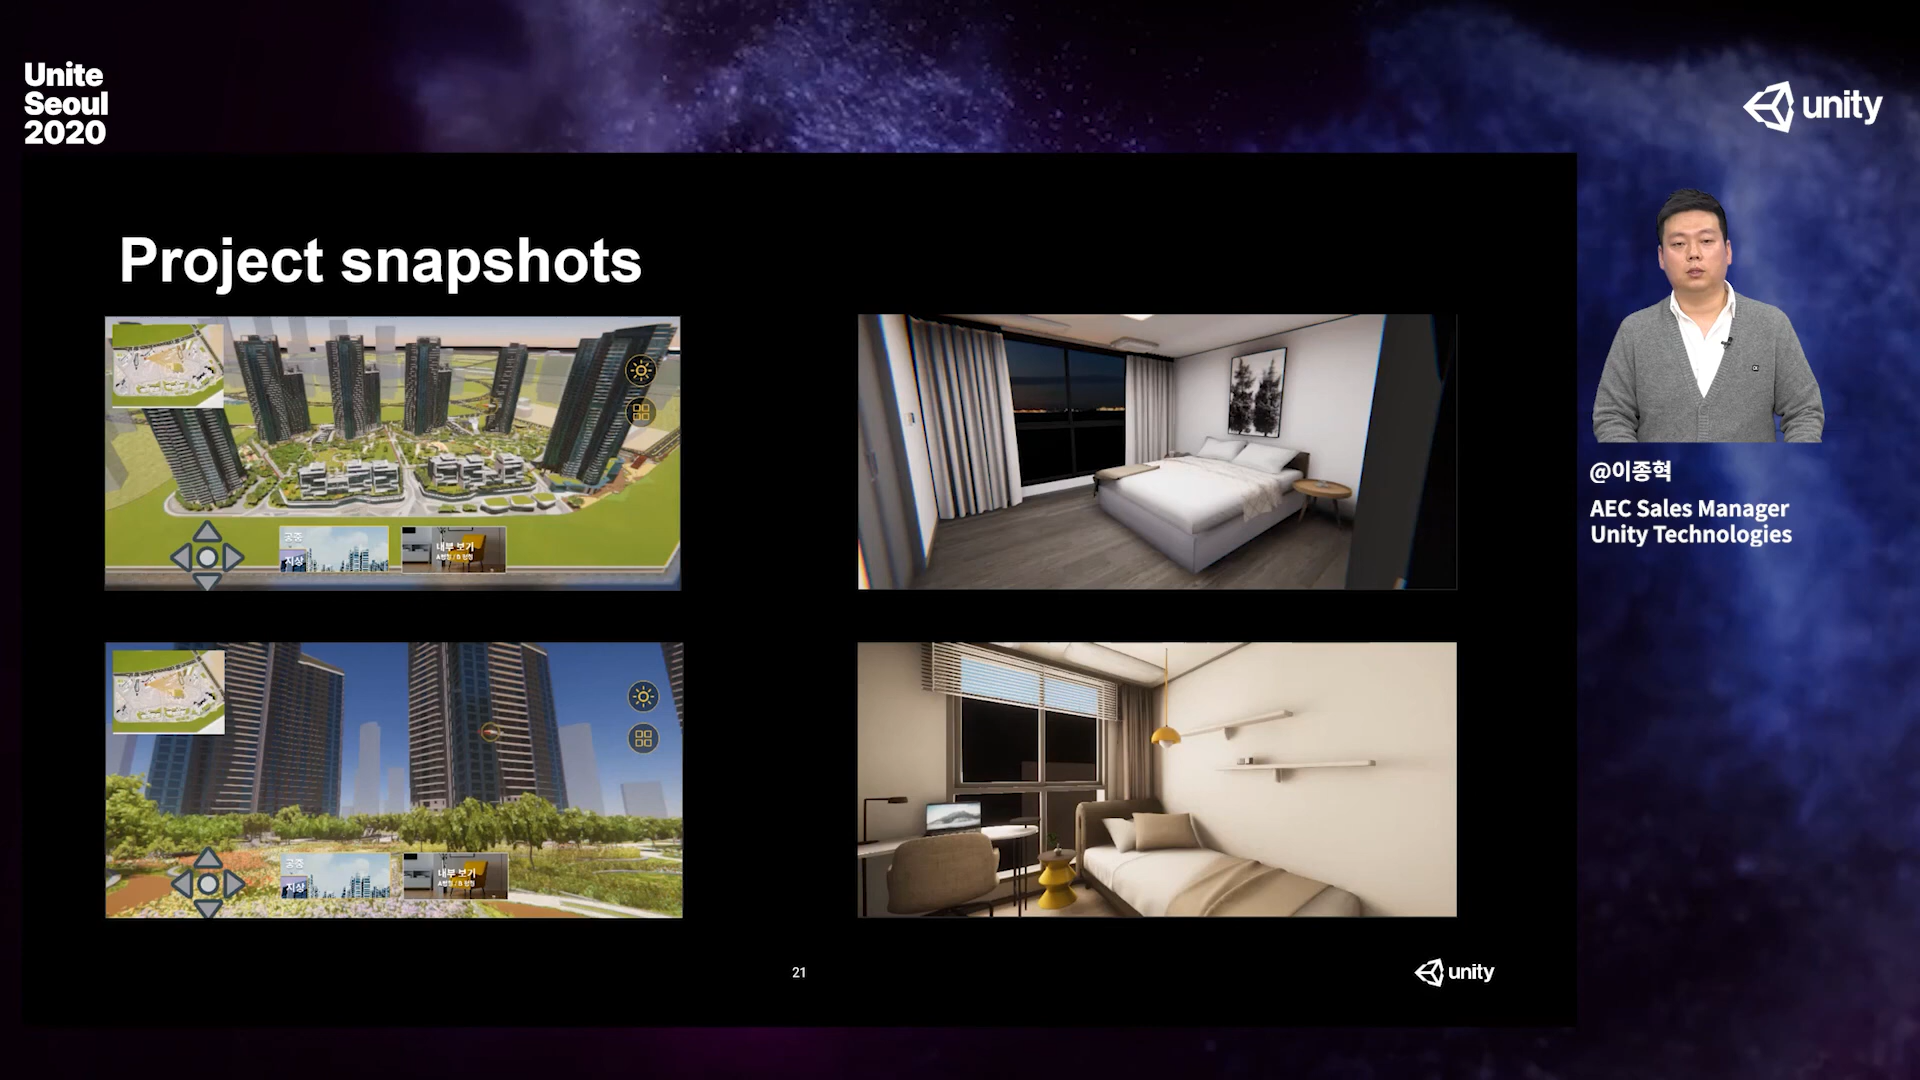 Unite
Seoul
2020
unity
Project snapshots
공중
지상
내부 보기
공중
지상
내부 보기
@이종혁
AEC Sales Manager
Unity Technologies
21
unity